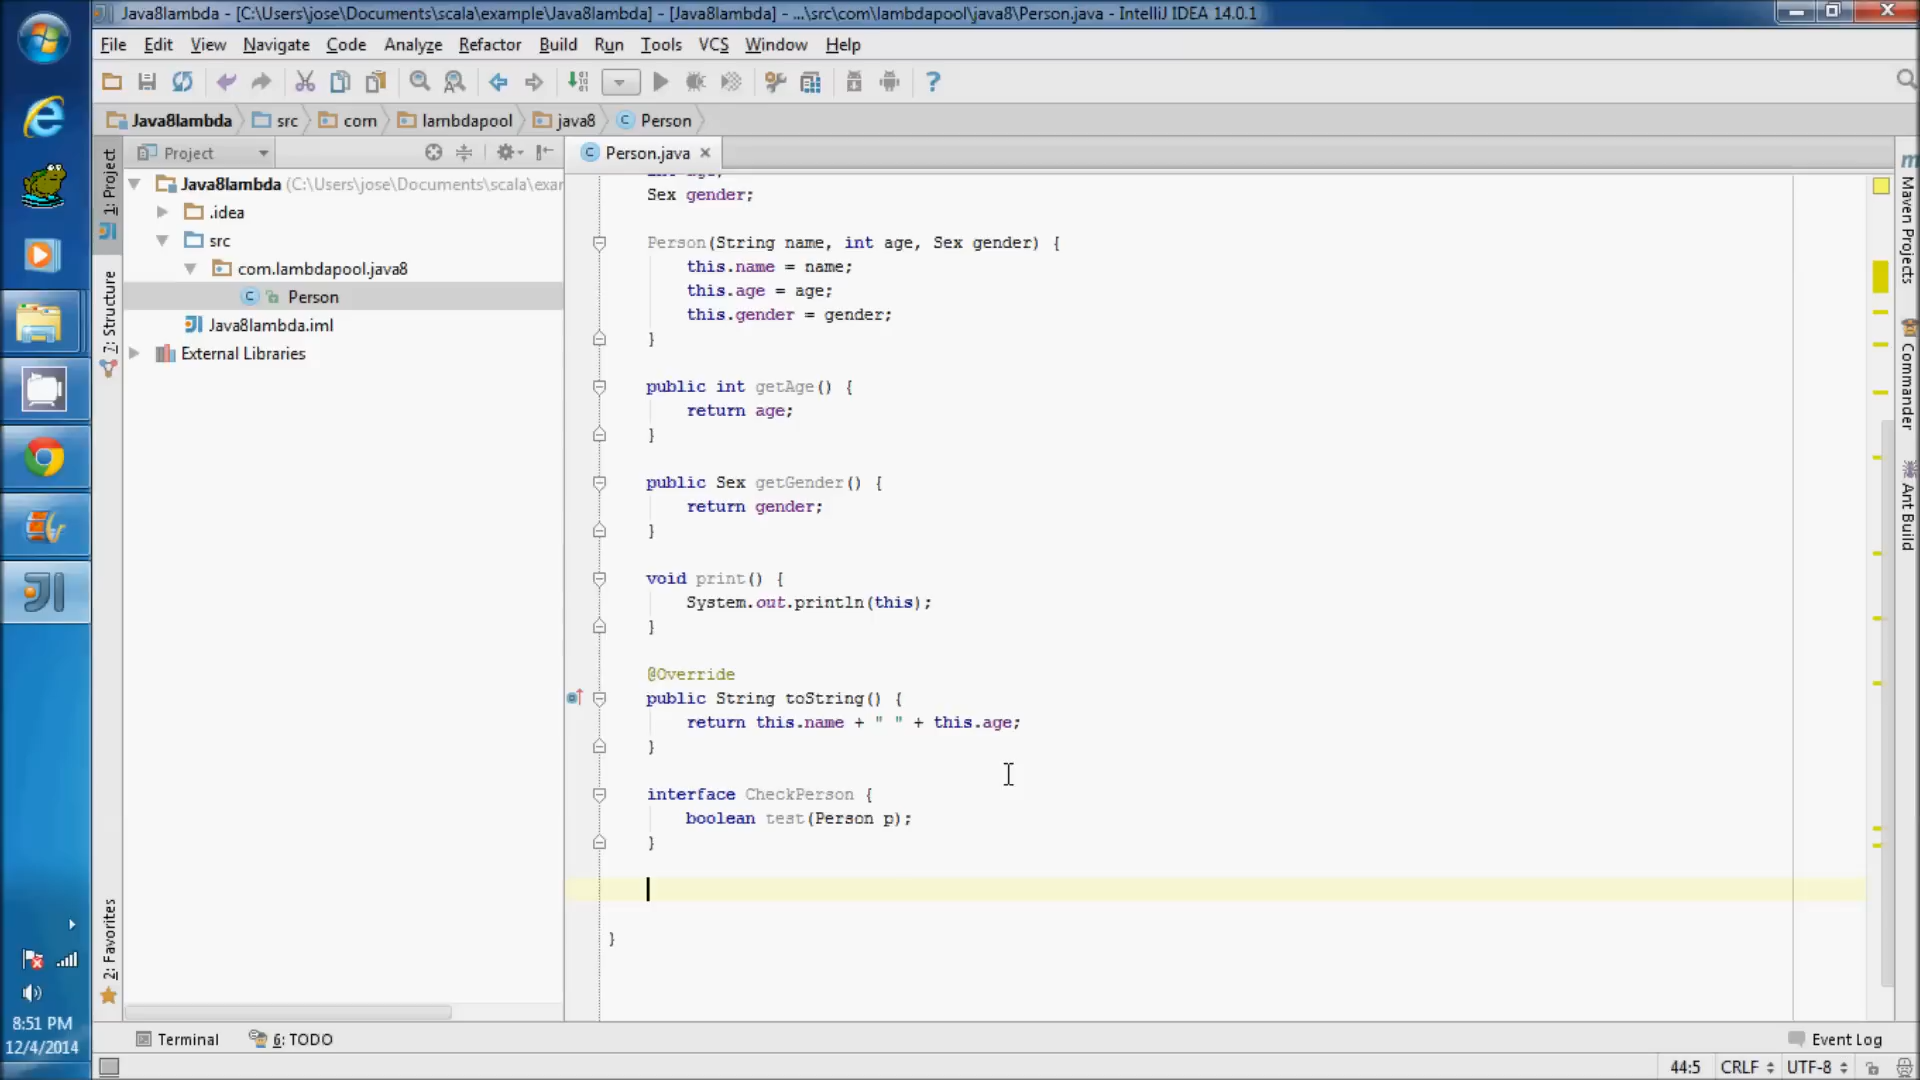 Java8lambda - [C:\Users\jose\Documents\scala\example\Java8lambda] - [Java8lambda] - ...\src\com\lambdapool\java8\Person.java - IntelliJ IDEA 14.0.1
File Edit View Navigate Code Analyze Refactor Build Run Tools VCS Window Help
Java8lambda src com lambdapool java8 Person
Project
Person.java
1: Project
7: Structure
2: Favorites
Java8lambda (C:\Users\jose\Documents\scala\exar
.idea
src
com.lambdapool.java8
Person
Java8lambda.iml
External Libraries
Sex gender;
Person(String name, int age, Sex gender) {
this.name = name;
this.age = age;
this.gender = gender;
}
public int getAge() {
return age;
}
public Sex getGender() {
return gender;
}
void print() {
System.out.println(this);
}
@Override
public String toString() {
return this.name + " " + this.age;
}
interface CheckPerson {
boolean test(Person p);
}
}
Maven Projects
Commander
Ant Build
Terminal 6: TODO Event Log
44:5 CRLF UTF-8
8:51 PM
12/4/2014